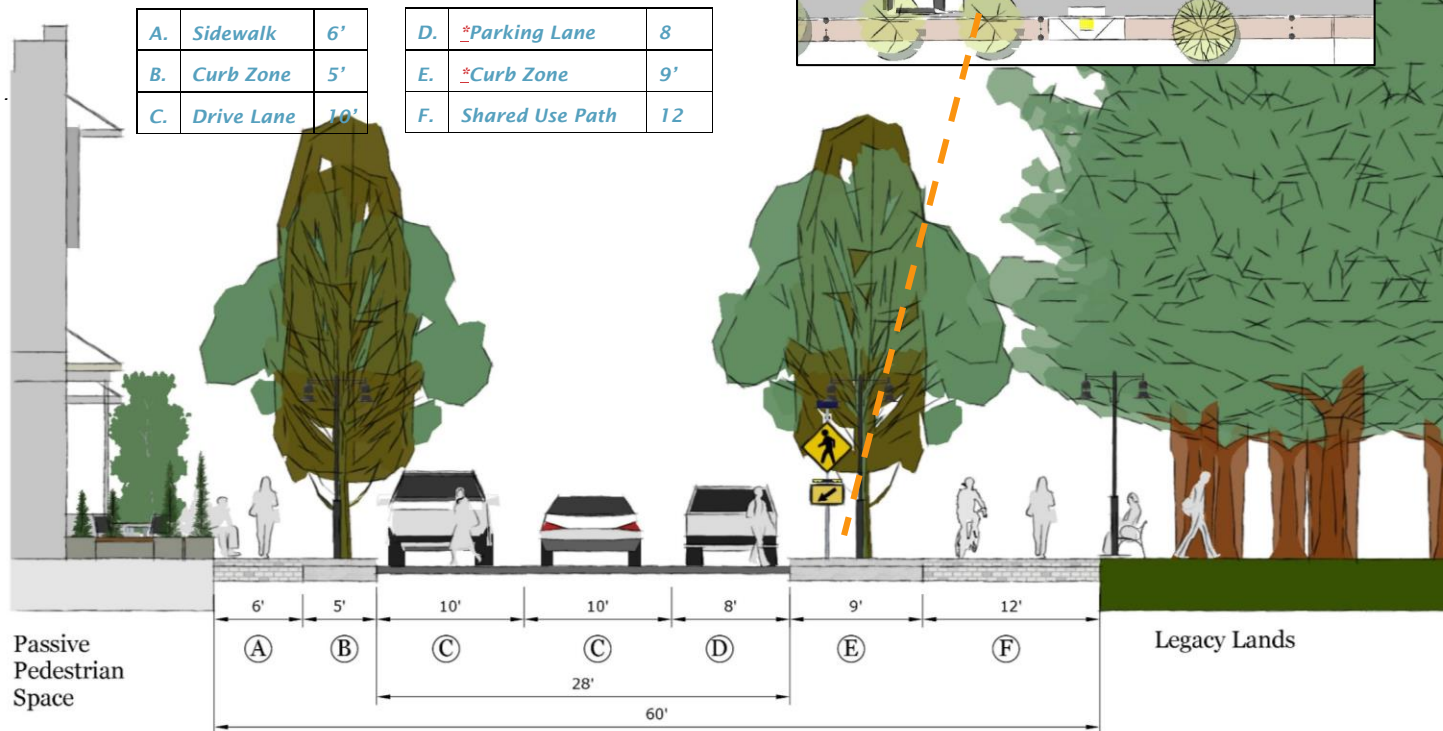 A. Sidewalk 6’
B. Curb Zone 5’
C. Drive Lane 10’
D. *Parking Lane 8
E. *Curb Zone 9’
F. Shared Use Path 12
6' 5' 10' 10' 8' 9' 12'
A B C C D E F
28'
60'
Passive
Pedestrian
Space
Legacy Lands